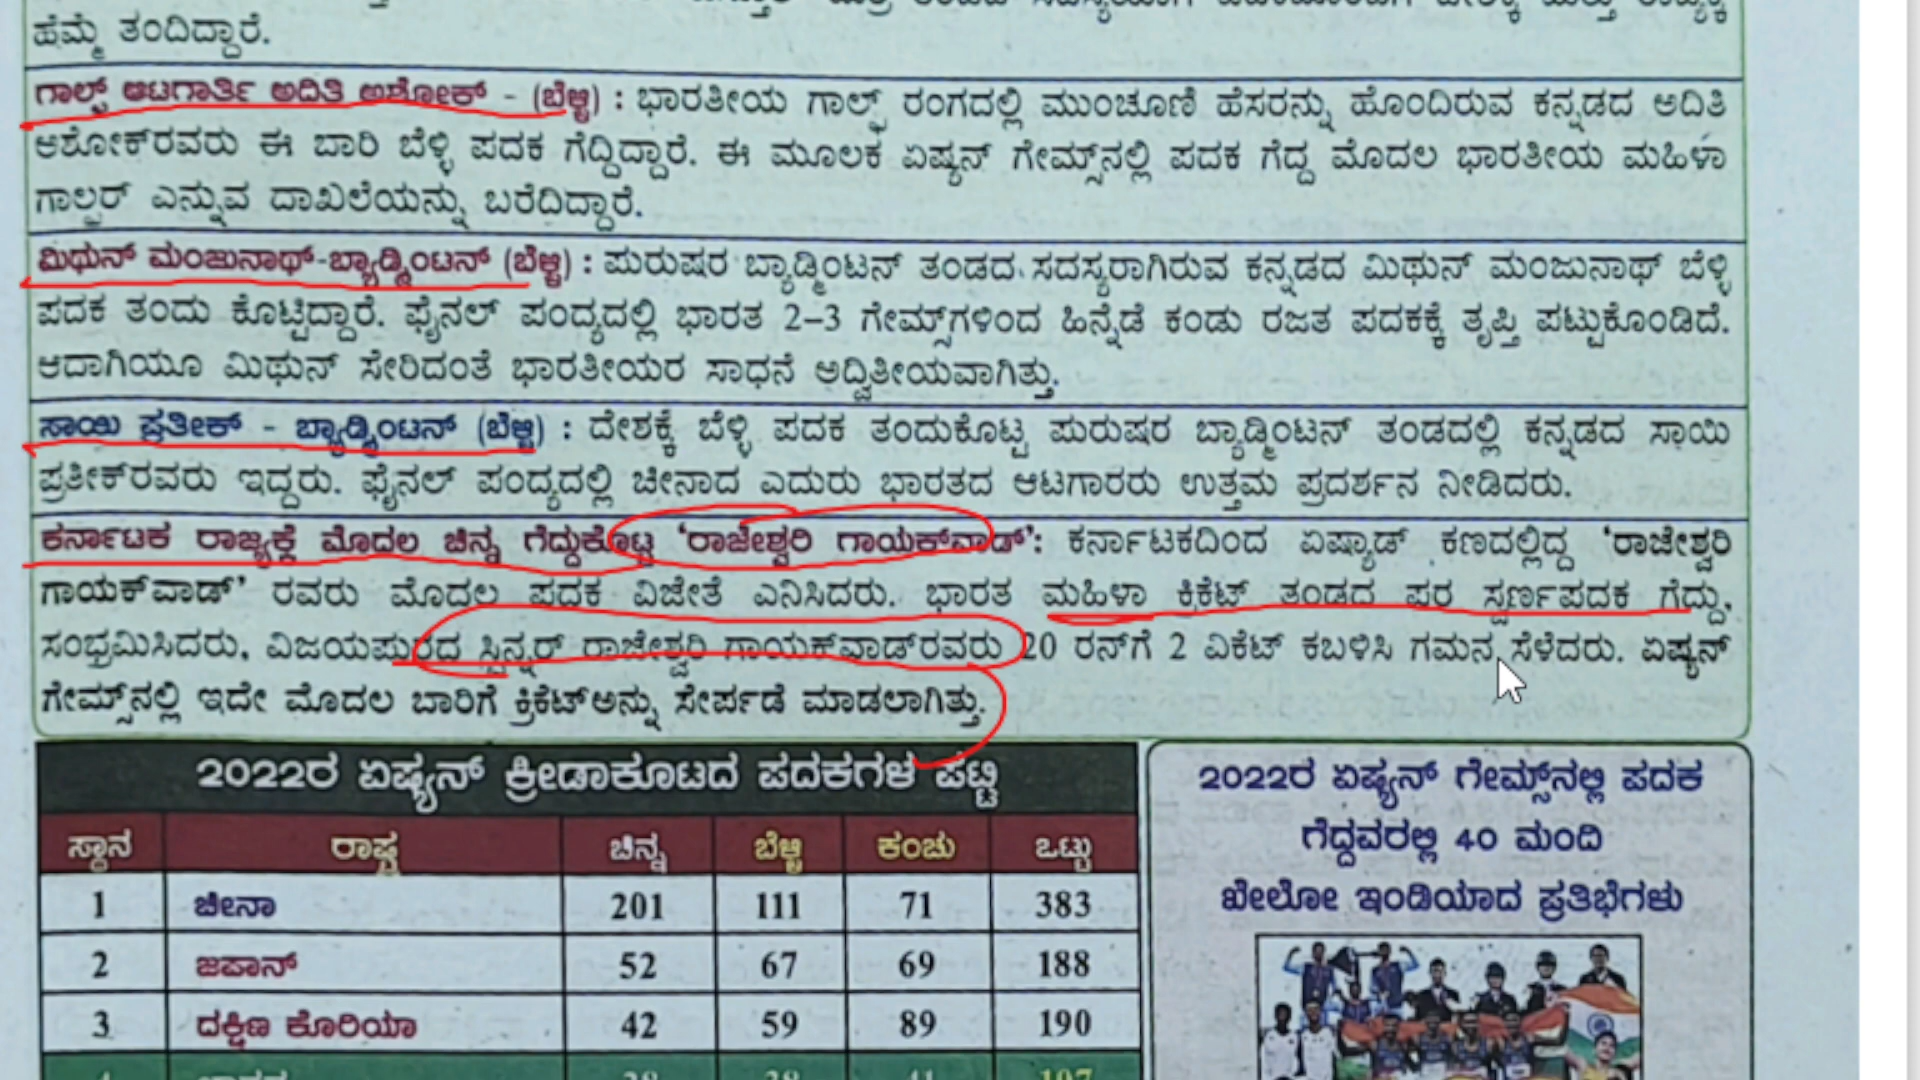 ಹೆಮ್ಮೆ ತಂದಿದ್ದಾರೆ.
ಗಾಲ್ಫ್ ಆಟಗಾರ್ತಿ ಅದಿತಿ ಅಶೋಕ್ - (ಬೆಳ್ಳಿ) : ಭಾರತೀಯ ಗಾಲ್ಫ್ ರಂಗದಲ್ಲಿ ಮುಂಚೂಣಿ ಹೆಸರನ್ನು ಹೊಂದಿರುವ ಕನ್ನಡದ ಅದಿತಿ
ಅಶೋಕ್‌ರವರು ಈ ಬಾರಿ ಬೆಳ್ಳಿ ಪದಕ ಗೆದ್ದಿದ್ದಾರೆ. ಈ ಮೂಲಕ ಏಷ್ಯನ್ ಗೇಮ್ಸ್‌ನಲ್ಲಿ ಪದಕ ಗೆದ್ದ ಮೊದಲ ಭಾರತೀಯ ಮಹಿಳಾ
ಗಾಲ್ಫರ್ ಎನ್ನುವ ದಾಖಲೆಯನ್ನು ಬರೆದಿದ್ದಾರೆ.
ಮಿಥುನ್ ಮಂಜುನಾಥ್-ಬ್ಯಾಡ್ಮಿಂಟನ್ (ಬೆಳ್ಳಿ) : ಪುರುಷರ ಬ್ಯಾಡ್ಮಿಂಟನ್ ತಂಡದ ಸದಸ್ಯರಾಗಿರುವ ಕನ್ನಡದ ಮಿಥುನ್ ಮಂಜುನಾಥ್ ಬೆಳ್ಳಿ
ಪದಕ ತಂದು ಕೊಟ್ಟಿದ್ದಾರೆ. ಫೈನಲ್ ಪಂದ್ಯದಲ್ಲಿ ಭಾರತ 2–3 ಗೇಮ್ಸ್‌ಗಳಿಂದ ಹಿನ್ನೆಡೆ ಕಂಡು ರಜತ ಪದಕಕ್ಕೆ ತೃಪ್ತಿ ಪಟ್ಟುಕೊಂಡಿದೆ.
ಆದಾಗಿಯೂ ಮಿಥುನ್ ಸೇರಿದಂತೆ ಭಾರತೀಯರ ಸಾಧನೆ ಅದ್ವಿತೀಯವಾಗಿತ್ತು.
ಸಾಯಿ ಪ್ರತೀಕ್ - ಬ್ಯಾಡ್ಮಿಂಟನ್ (ಬೆಳ್ಳಿ) : ದೇಶಕ್ಕೆ ಬೆಳ್ಳಿ ಪದಕ ತಂದುಕೊಟ್ಟ ಪುರುಷರ ಬ್ಯಾಡ್ಮಿಂಟನ್ ತಂಡದಲ್ಲಿ ಕನ್ನಡದ ಸಾಯಿ
ಪ್ರತೀಕ್‌ರವರು ಇದ್ದರು. ಫೈನಲ್ ಪಂದ್ಯದಲ್ಲಿ ಚೀನಾದ ಎದುರು ಭಾರತದ ಆಟಗಾರರು ಉತ್ತಮ ಪ್ರದರ್ಶನ ನೀಡಿದರು.
ಕರ್ನಾಟಕ ರಾಜ್ಯಕ್ಕೆ ಮೊದಲ ಚಿನ್ನ ಗೆದ್ದುಕೊಟ್ಟ 'ರಾಜೇಶ್ವರಿ ಗಾಯಕ್‌ವಾಡ್': ಕರ್ನಾಟಕದಿಂದ ಏಷ್ಯಾಡ್ ಕಣದಲ್ಲಿದ್ದ 'ರಾಜೇಶ್ವರಿ
ಗಾಯಕ್‌ವಾಡ್' ರವರು ಮೊದಲ ಪದಕ ವಿಜೇತೆ ಎನಿಸಿದರು. ಭಾರತ ಮಹಿಳಾ ಕ್ರಿಕೆಟ್ ತಂಡದ ಪರ ಸ್ವರ್ಣಪದಕ ಗೆದ್ದು,
ಸಂಭ್ರಮಿಸಿದರು, ವಿಜಯಪುರದ ಸ್ಪಿನ್ನರ್ ರಾಜೇಶ್ವರಿ ಗಾಯಕ್‌ವಾಡ್‌ರವರು 20 ರನ್‌ಗೆ 2 ವಿಕೆಟ್ ಕಬಳಿಸಿ ಗಮನ ಸೆಳೆದರು. ಏಷ್ಯನ್
ಗೇಮ್ಸ್‌ನಲ್ಲಿ ಇದೇ ಮೊದಲ ಬಾರಿಗೆ ಕ್ರಿಕೆಟ್‌ಅನ್ನು ಸೇರ್ಪಡೆ ಮಾಡಲಾಗಿತ್ತು.
2022ರ ಏಷ್ಯನ್ ಕ್ರೀಡಾಕೂಟದ ಪದಕಗಳ ಪಟ್ಟಿ
ಸ್ಥಾನ ರಾಷ್ಟ್ರ ಚಿನ್ನ ಬೆಳ್ಳಿ ಕಂಚು ಒಟ್ಟು
1 ಚೀನಾ 201 111 71 383
2 ಜಪಾನ್ 52 67 69 188
3 ದಕ್ಷಿಣ ಕೊರಿಯಾ 42 59 89 190
2022ರ ಏಷ್ಯನ್ ಗೇಮ್ಸ್‌ನಲ್ಲಿ ಪದಕ
ಗೆದ್ದವರಲ್ಲಿ 40 ಮಂದಿ
ಖೇಲೋ ಇಂಡಿಯಾದ ಪ್ರತಿಭೆಗಳು